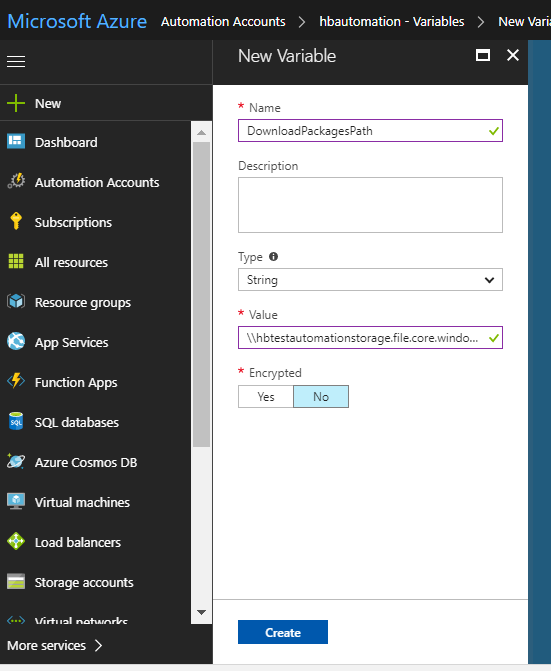 Microsoft Azure Automation Accounts > hbautomation - Variables > New Vari
New Variable
New
Dashboard
Automation Accounts
Subscriptions
All resources
Resource groups
App Services
Function Apps
SQL databases
Azure Cosmos DB
Virtual machines
Load balancers
Storage accounts
Virtual networks
More services >
* Name
DownloadPackagesPath
Description
Type
String
* Value
\\hbtestautomationstorage.file.core.windo...
* Encrypted
Yes No
Create